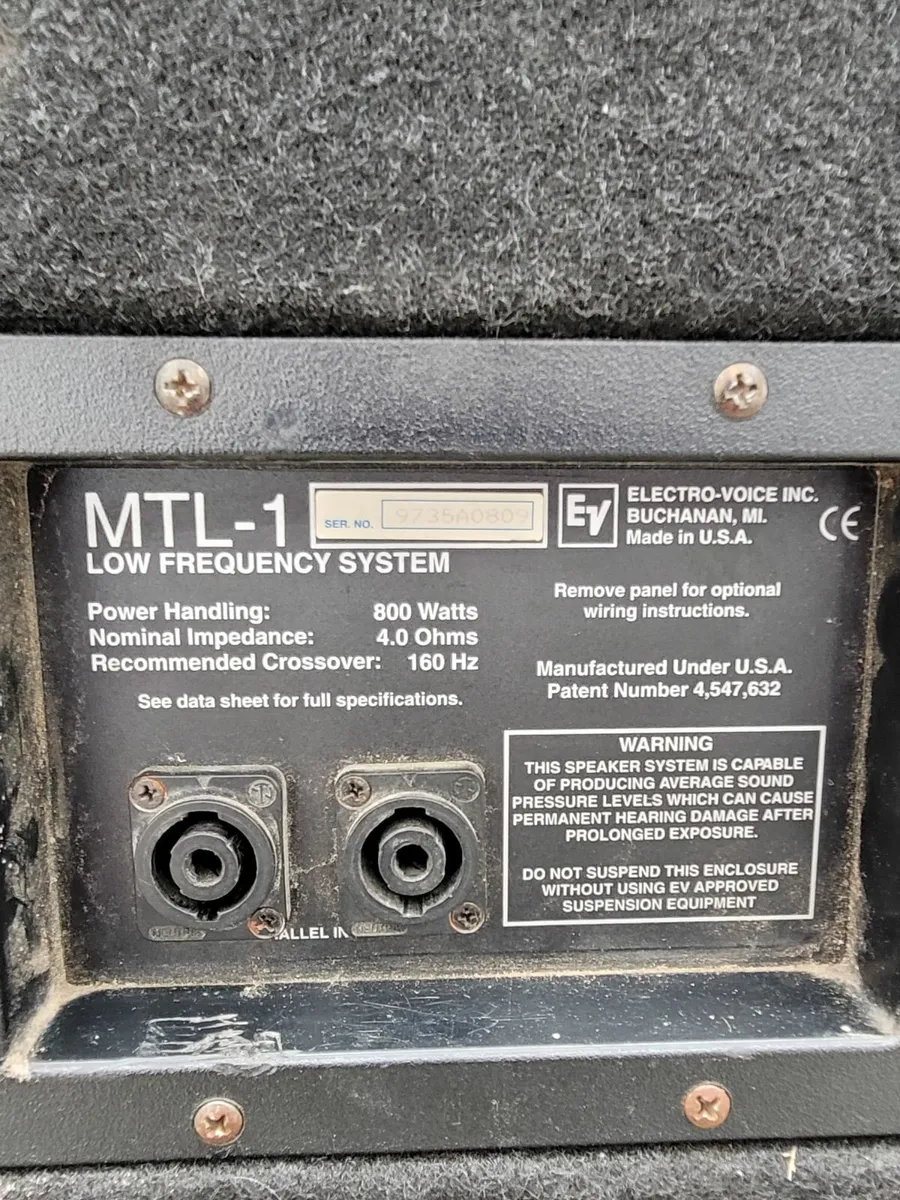 MTL-1
LOW FREQUENCY SYSTEM
SER. NO. 9735A0809
EV
ELECTRO-VOICE INC.
BUCHANAN, MI.
Made in U.S.A.
CE
Power Handling: 800 Watts
Nominal Impedance: 4.0 Ohms
Recommended Crossover: 160 Hz
See data sheet for full specifications.
Remove panel for optional
wiring instructions.
Manufactured Under U.S.A.
Patent Number 4,547,632
WARNING
THIS SPEAKER SYSTEM IS CAPABLE
OF PRODUCING AVERAGE SOUND
PRESSURE LEVELS WHICH CAN CAUSE
PERMANENT HEARING DAMAGE AFTER
PROLONGED EXPOSURE.
DO NOT SUSPEND THIS ENCLOSURE
WITHOUT USING EV APPROVED
SUSPENSION EQUIPMENT
ALLEL IN